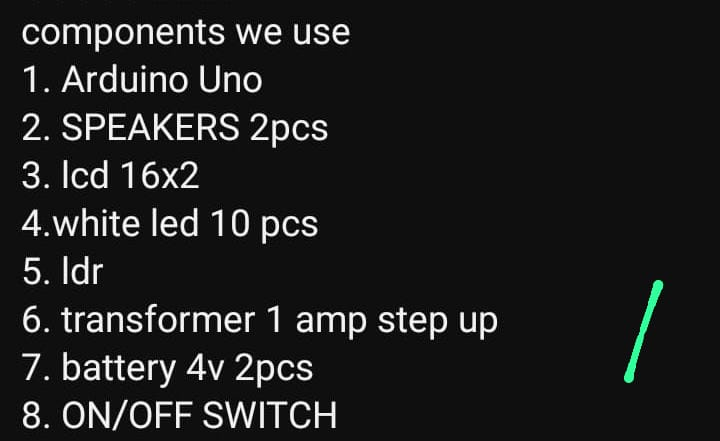 components we use
1. Arduino Uno
2. SPEAKERS 2pcs
3. lcd 16x2
4.white led 10 pcs
5. ldr
6. transformer 1 amp step up
7. battery 4v 2pcs
8. ON/OFF SWITCH